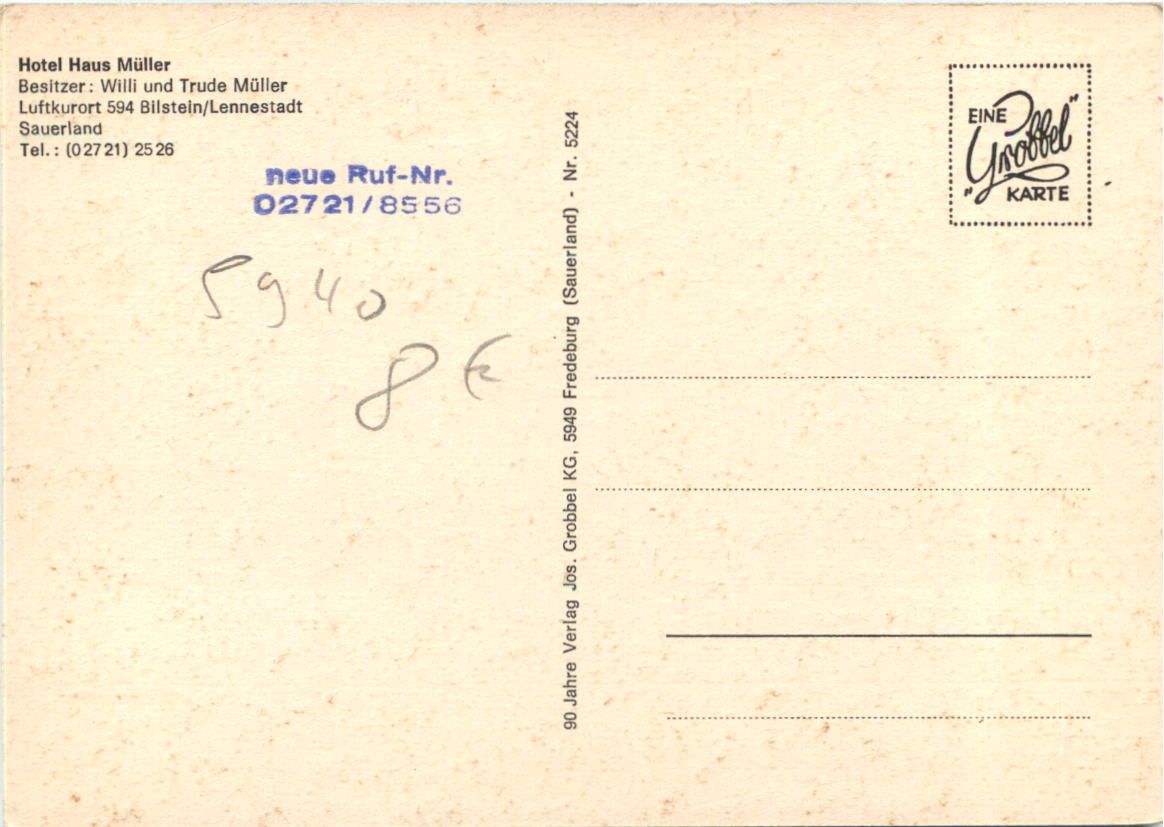 Hotel Haus Müller
Besitzer: Willi und Trude Müller
Luftkurort 594 Bilstein/Lennestadt
Sauerland
Tel.: (02721) 2526
neue Ruf-Nr.
02721/8556
5940
8 €
90 Jahre Verlag Jos. Grobbel KG, 5949 Fredeburg (Sauerland) - Nr. 5224
EINE
"Grobbel"
KARTE